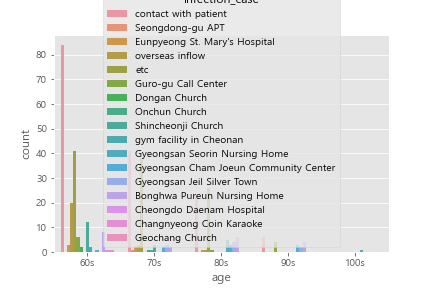 infection_case
contact with patient
Seongdong-gu APT
Eunpyeong St. Mary's Hospital
overseas inflow
etc
Guro-gu Call Center
Dongan Church
Onchun Church
Shincheonji Church
gym facility in Cheonan
Gyeongsan Seorin Nursing Home
Gyeongsan Cham Joeun Community Center
Gyeongsan Jeil Silver Town
Bonghwa Pureun Nursing Home
Cheongdo Daenam Hospital
Changnyeong Coin Karaoke
Geochang Church
80
70
60
50
40
30
20
10
0
count
60s 70s 80s 90s 100s
age